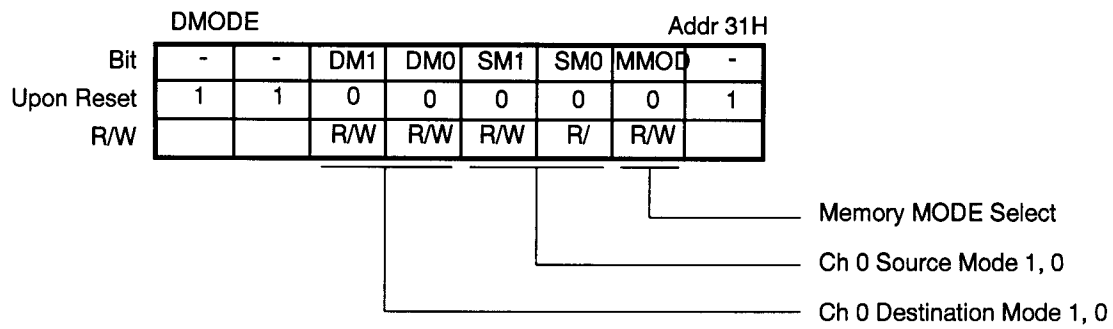 DMODE Addr 31H
Bit - - DM1 DM0 SM1 SM0 MMOD -
Upon Reset 1 1 0 0 0 0 0 1
R/W R/W R/W R/W R/ R/W
Memory MODE Select
Ch 0 Source Mode 1, 0
Ch 0 Destination Mode 1, 0